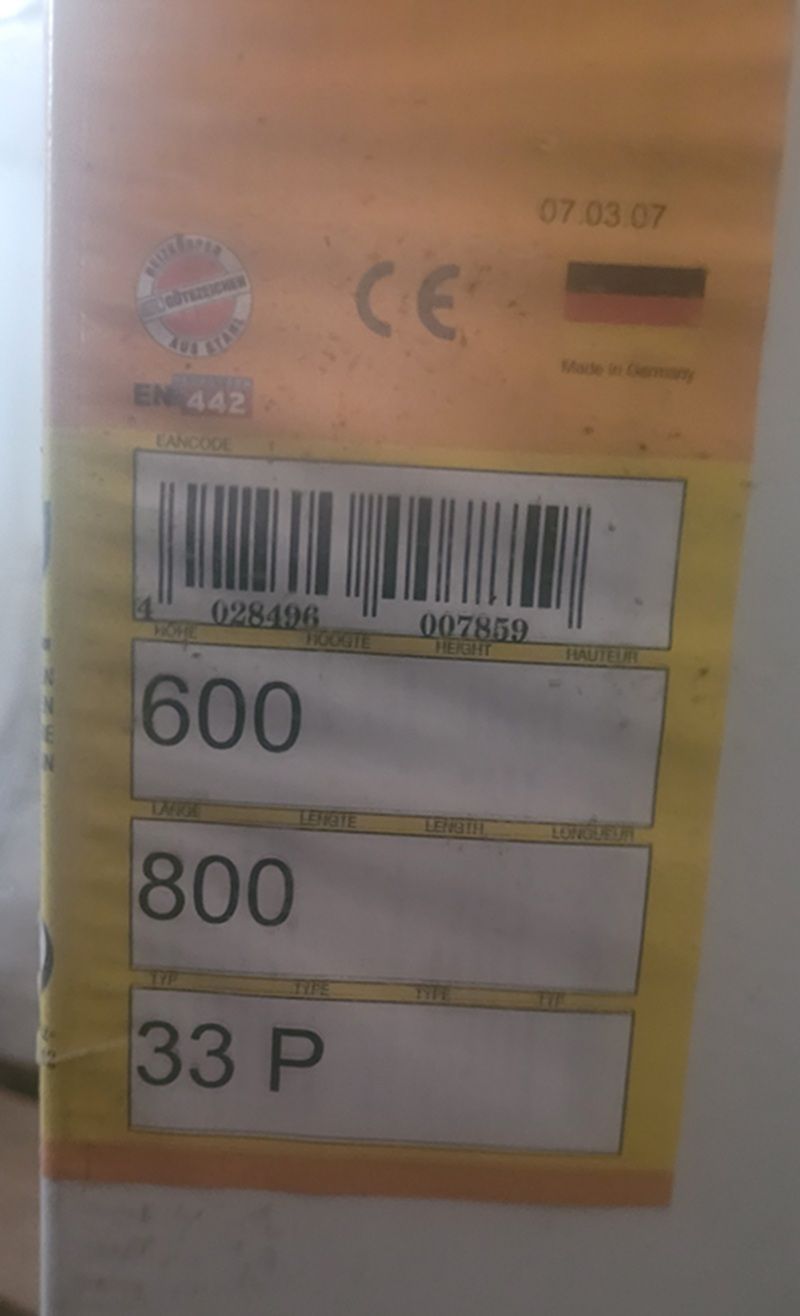 07.03.07
HEIZKÖRPER
GÜTEZEICHEN
AUS STAHL
CE
Made in Germany
EN 442
EANCODE
4 028496 007859
HÖHE HOOGTE HEIGHT HAUTEUR
600
LÄNGE LENGTE LENGTH LONGUEUR
800
TYP TYPE TYPE TYP
33 P